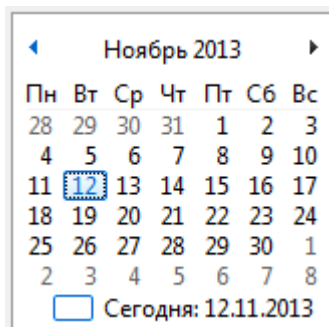 Ноябрь 2013
Пн Вт Ср Чт Пт Сб Вс
28 29 30 31 1 2 3
4 5 6 7 8 9 10
11 12 13 14 15 16 17
18 19 20 21 22 23 24
25 26 27 28 29 30 1
2 3 4 5 6 7 8
Сегодня: 12.11.2013